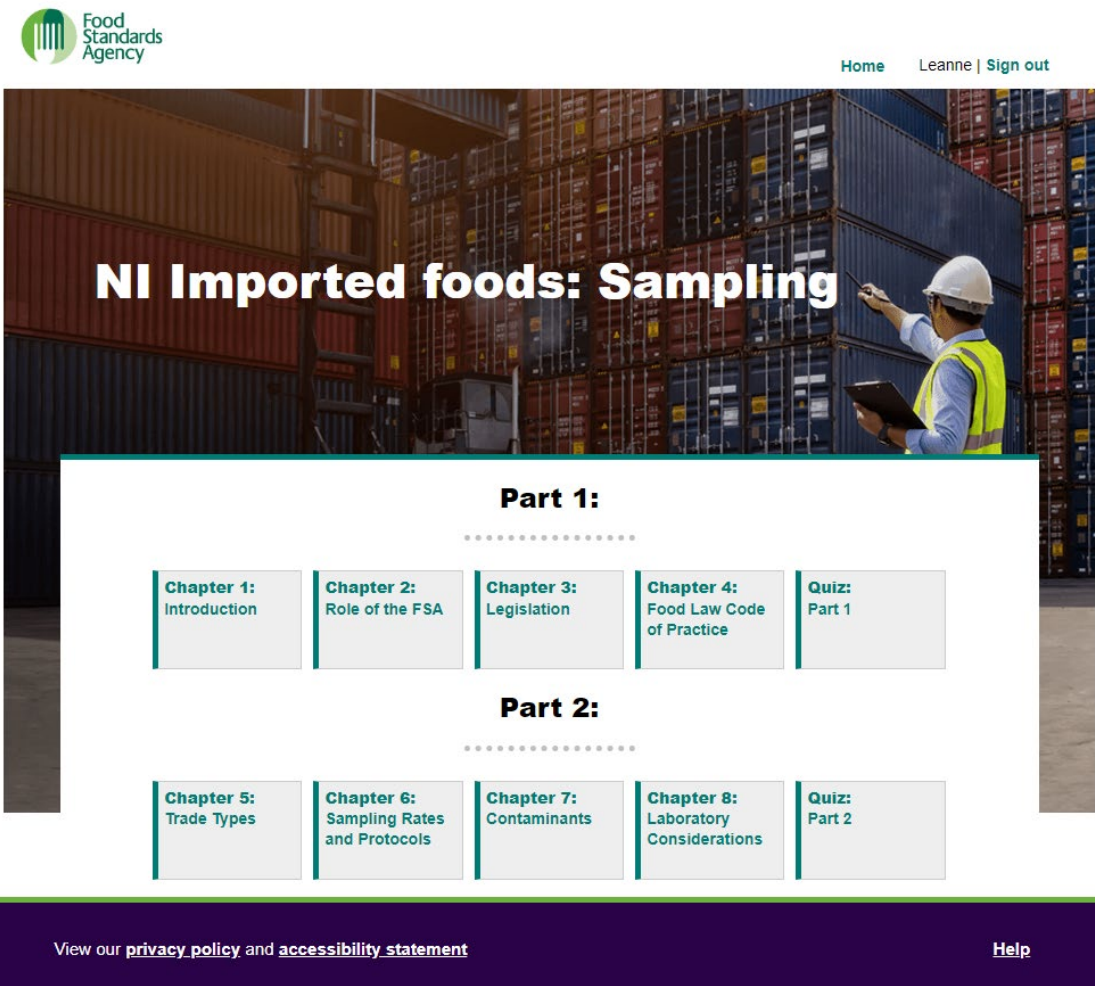 Food
Standards
Agency
Home Leanne | Sign out
NI Imported foods: Sampling
Part 1:
Chapter 1:
Introduction
Chapter 2:
Role of the FSA
Chapter 3:
Legislation
Chapter 4:
Food Law Code
of Practice
Quiz:
Part 1
Part 2:
Chapter 5:
Trade Types
Chapter 6:
Sampling Rates
and Protocols
Chapter 7:
Contaminants
Chapter 8:
Laboratory
Considerations
Quiz:
Part 2
View our privacy policy and accessibility statement
Help